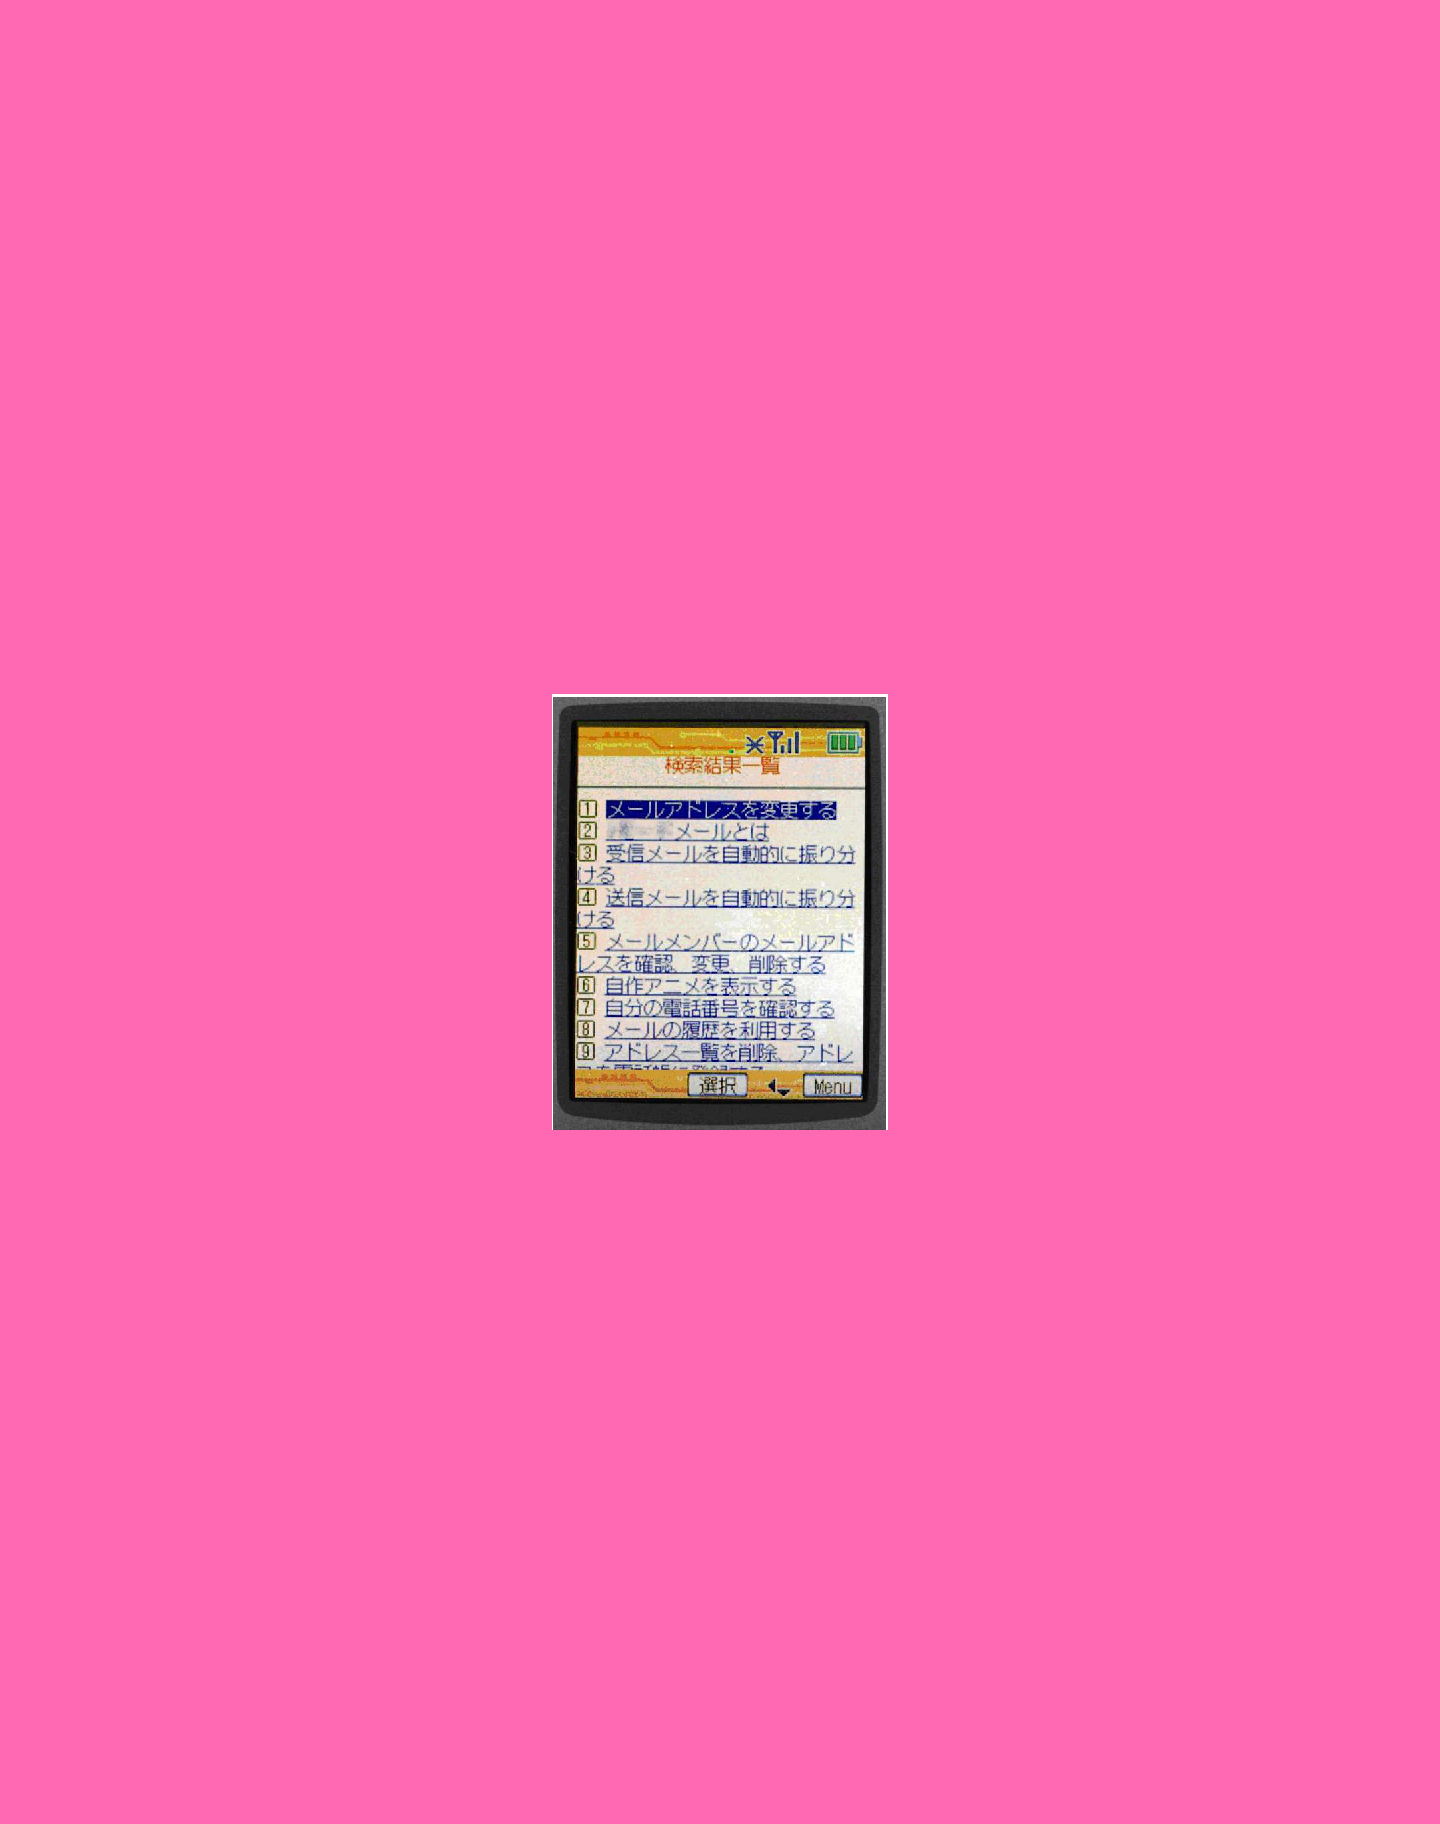 検索結果一覧
1 メールアドレスを変更する
2 メールとは
3 受信メールを自動的に振り分
ける
4 送信メールを自動的に振り分
ける
5 メールメンバーのメールアド
レスを確認、変更、削除する
6 自作アニメを表示する
7 自分の電話番号を確認する
8 メールの履歴を利用する
9 アドレス一覧を削除、アドレ
選択 Menu